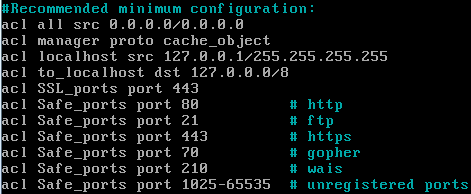 #Recommended minimum configuration:
acl all src 0.0.0.0/0.0.0.0
acl manager proto cache_object
acl localhost src 127.0.0.1/255.255.255.255
acl to_localhost dst 127.0.0.0/8
acl SSL_ports port 443
acl Safe_ports port 80 # http
acl Safe_ports port 21 # ftp
acl Safe_ports port 443 # https
acl Safe_ports port 70 # gopher
acl Safe_ports port 210 # wais
acl Safe_ports port 1025-65535 # unregistered ports